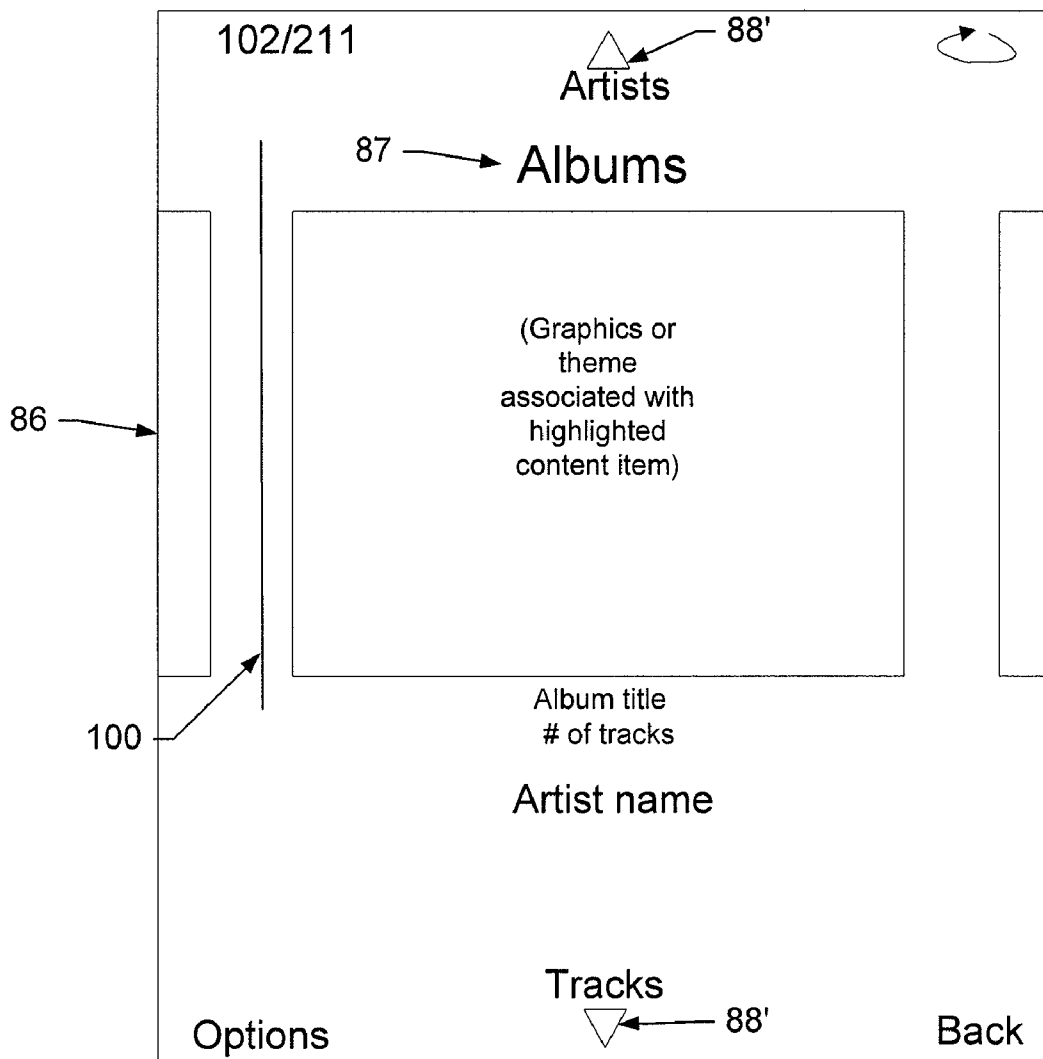 102/211
88'
Artists
87
Albums
(Graphics or
theme
associated with
highlighted
content item)
86
Album title
# of tracks
100
Artist name
Tracks
88'
Options
Back